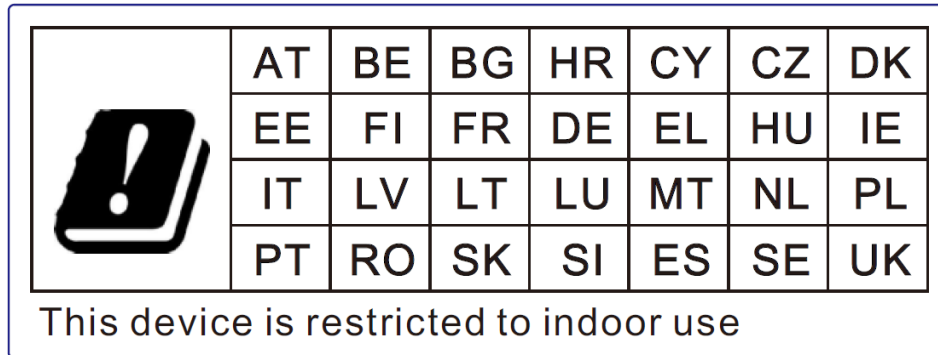 AT BE BG HR CY CZ DK
EE FI FR DE EL HU IE
IT LV LT LU MT NL PL
PT RO SK SI ES SE UK
This device is restricted to indoor use